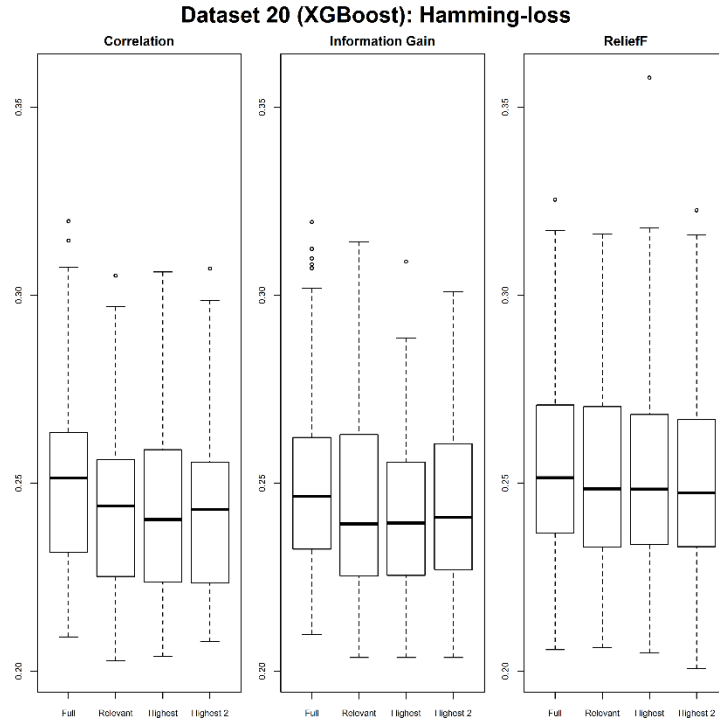 Dataset 20 (XGBoost): Hamming-loss
Correlation
Information Gain
ReliefF
0.35
0.30
0.25
0.20
0.35
0.30
0.25
0.20
0.35
0.30
0.25
0.20
Full Relevant Highest Highest 2
Full Relevant Highest Highest 2
Full Relevant Highest Highest 2